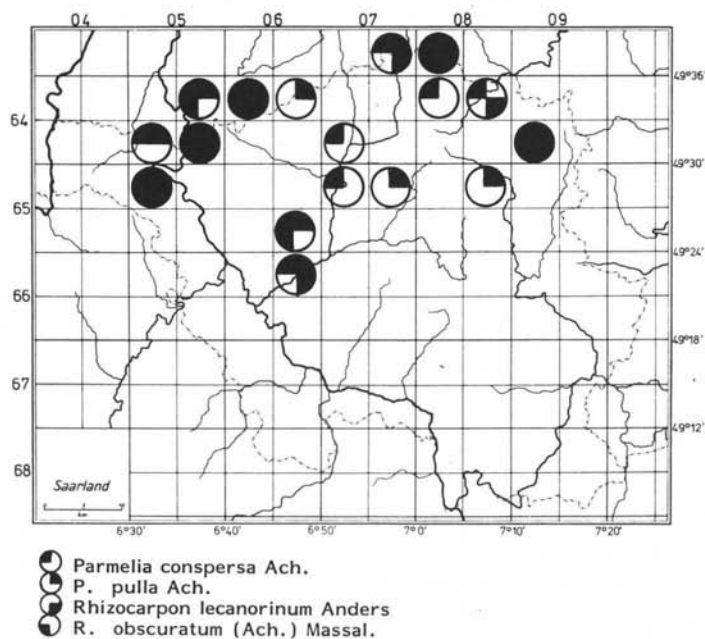 04 05 06 07 08 09
49°36'
64
49°30'
65
49°24'
66
49°18'
67
49°12'
68
Saarland
km
6°30' 6°40' 6°50' 7°0' 7°10' 7°20'
Parmelia conspersa Ach.
P. pulla Ach.
Rhizocarpon lecanorinum Anders
R. obscuratum (Ach.) Massal.